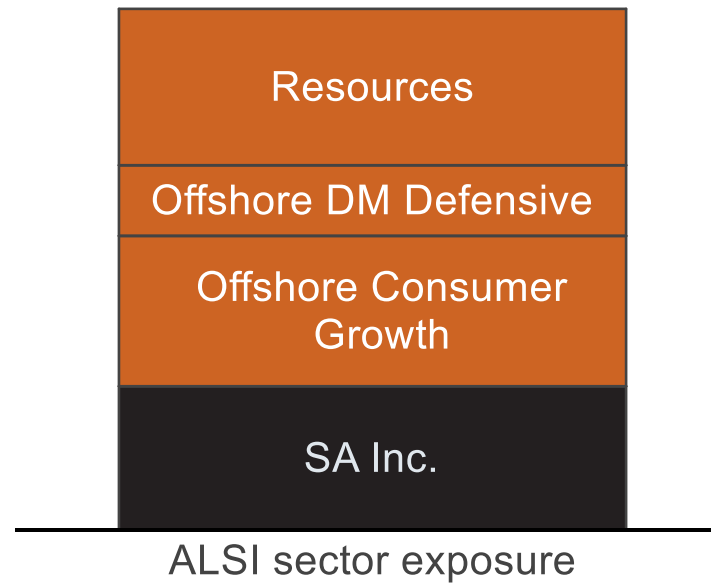 Resources
Offshore DM Defensive
Offshore Consumer
Growth
SA Inc.
ALSI sector exposure